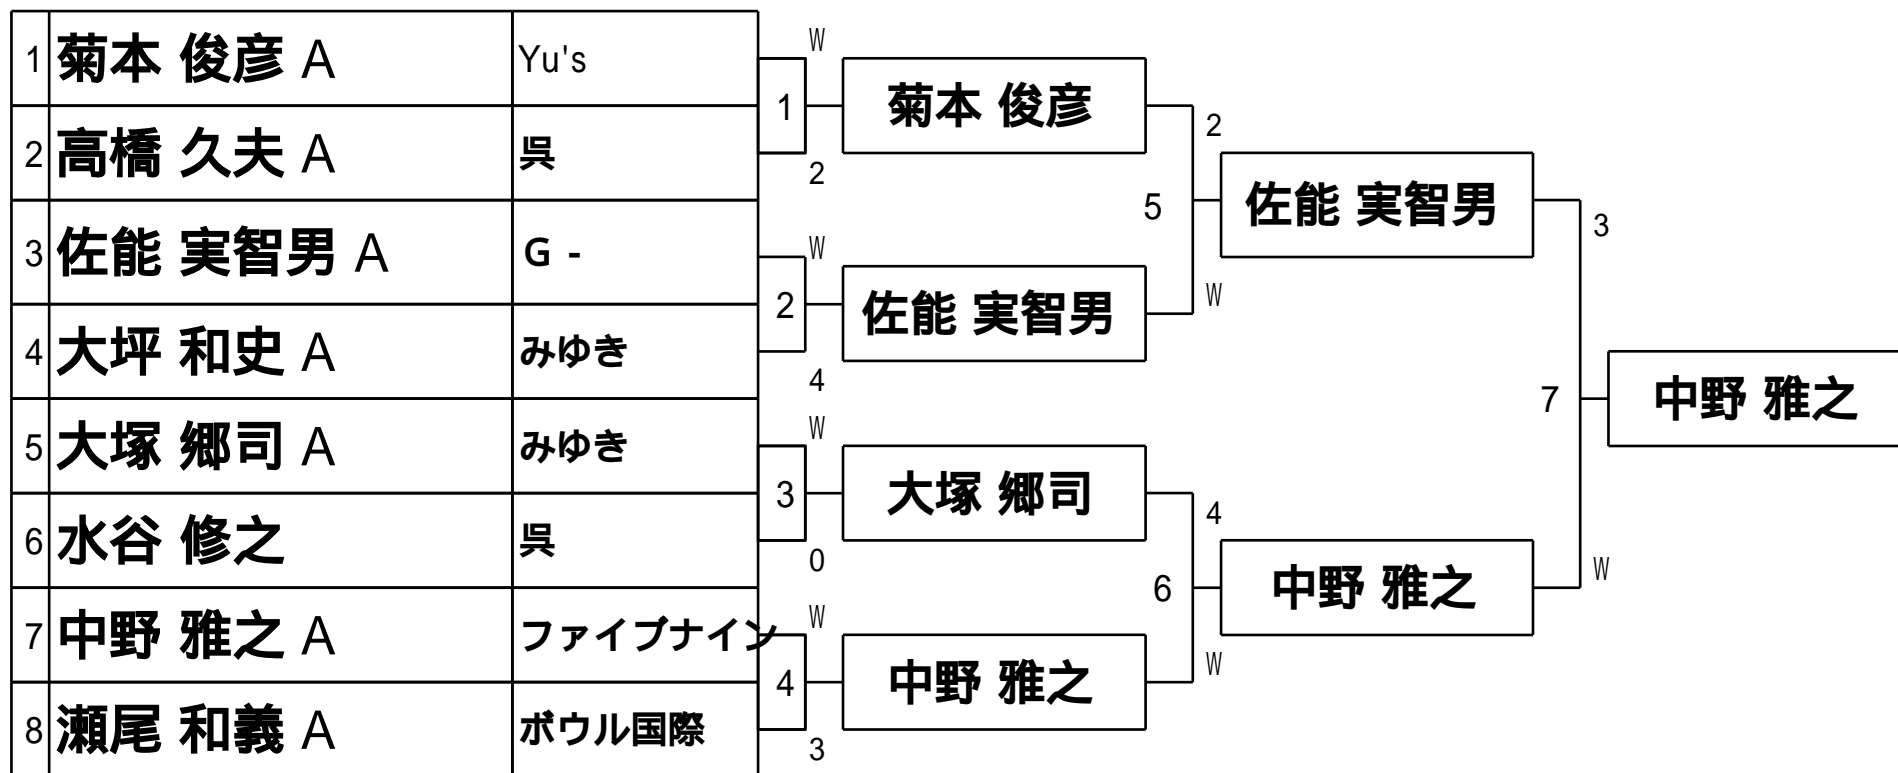 1 菊本 俊彦 A Yu's
2 高橋 久夫 A 呉
3 佐能 実智男 A G -
4 大坪 和史 A みゆき
5 大塚 郷司 A みゆき
6 水谷 修之 呉
7 中野 雅之 A ファイブナイン
8 瀬尾 和義 A ボウル国際
W
1
2
W
2
4
W
3
0
W
4
3
菊本 俊彦
佐能 実智男
大塚 郷司
中野 雅之
2
5
W
4
6
W
佐能 実智男
中野 雅之
3
7
W
中野 雅之